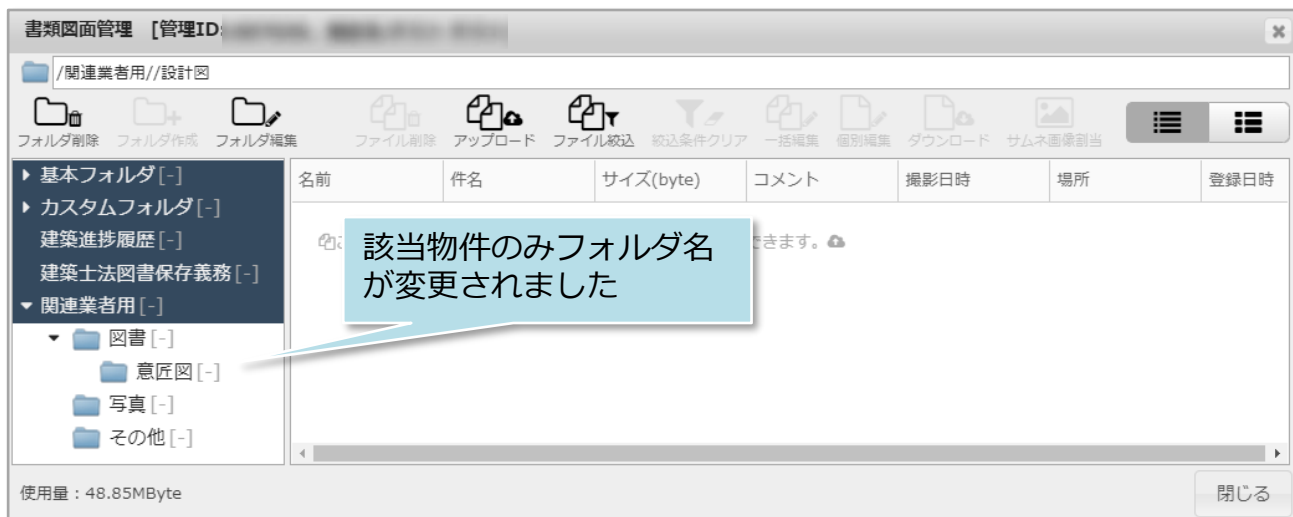 書類図面管理 [管理ID:
/関連業者用//設計図
フォルダ削除 フォルダ作成 フォルダ編集 ファイル削除 アップロード ファイル絞込 絞込条件クリア 一括編集 個別編集 ダウンロード サムネ画像割当
基本フォルダ[-]
カスタムフォルダ[-]
建築進捗履歴[-]
建築士法図書保存義務[-]
関連業者用[-]
図書[-]
意匠図[-]
写真[-]
その他[-]
名前 件名 サイズ(byte) コメント 撮影日時 場所 登録日時
できます。
該当物件のみフォルダ名
が変更されました
使用量：48.85MByte
閉じる